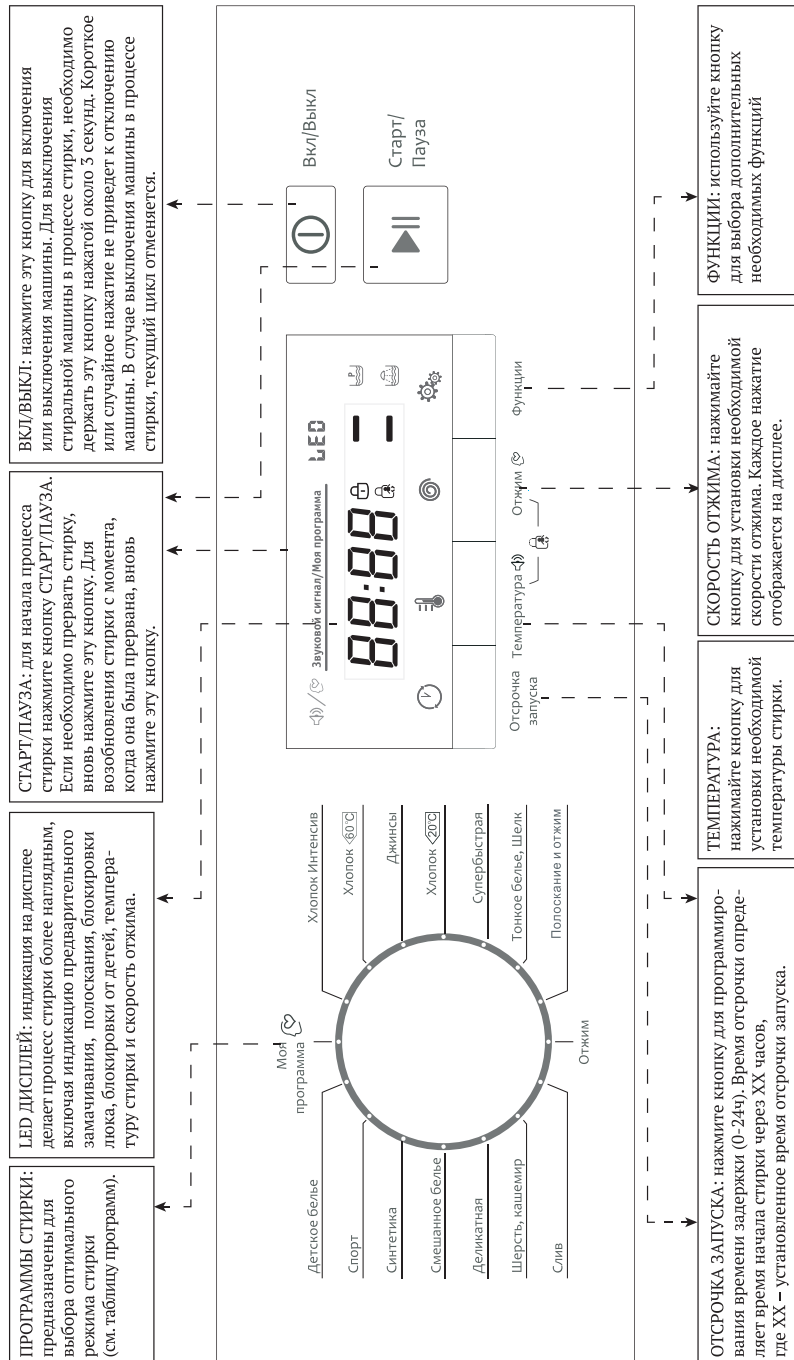 ПРОГРАММЫ СТИРКИ:
предназначены для
выбора оптимального
режима стирки
(см. таблицу программ).
LED ДИСПЛЕЙ: индикация на дисплее
делает процесс стирки более наглядным,
включая индикацию предварительного
замачивания, полоскания, блокировки
люка, блокировки от детей, темпера-
туру стирки и скорость отжима.
СТАРТ/ПАУЗА: для начала процесса
стирки нажмите кнопку СТАРТ/ПАУЗА.
Если необходимо прервать стирку,
вновь нажмите эту кнопку. Для
возобновления стирки с момента,
когда она была прервана, вновь
нажмите эту кнопку.
ВКЛ/ВЫКЛ: нажмите эту кнопку для включения
или выключения машины. Для выключения
стиральной машины в процессе стирки, необходимо
держать эту кнопку нажатой около 3 секунд. Короткое
или случайное нажатие не приведет к отключению
машины. В случае выключения машины в процессе
стирки, текущий цикл отменяется.
Детское белье
Спорт
Синтетика
Смешанное белье
Деликатная
Шерсть, кашемир
Слив
Моя
программа
Отжим
Хлопок Интенсив
Хлопок 60°C
Джинсы
Хлопок 20°C
Супербыстрая
Тонкое белье, Шелк
Полоскание и отжим
Звуковой сигнал/Моя программа
LED
88:88
P
Отсрочка
запуска
Температура
Отжим
Функции
Вкл/Выкл
Старт/
Пауза
ОТСРОЧКА ЗАПУСКА: нажмите кнопку для программиро-
вания времени задержки (0-24ч). Время отсрочки опреде-
ляет время начала стирки через ХХ часов,
где ХХ – установленное время отсрочки запуска.
ТЕМПЕРАТУРА:
нажимайте кнопку для
установки необходимой
температуры стирки.
СКОРОСТЬ ОТЖИМА: нажимайте
кнопку для установки необходимой
скорости отжима. Каждое нажатие
отображается на дисплее.
ФУНКЦИИ: используйте кнопку
для выбора дополнительных
необходимых функций